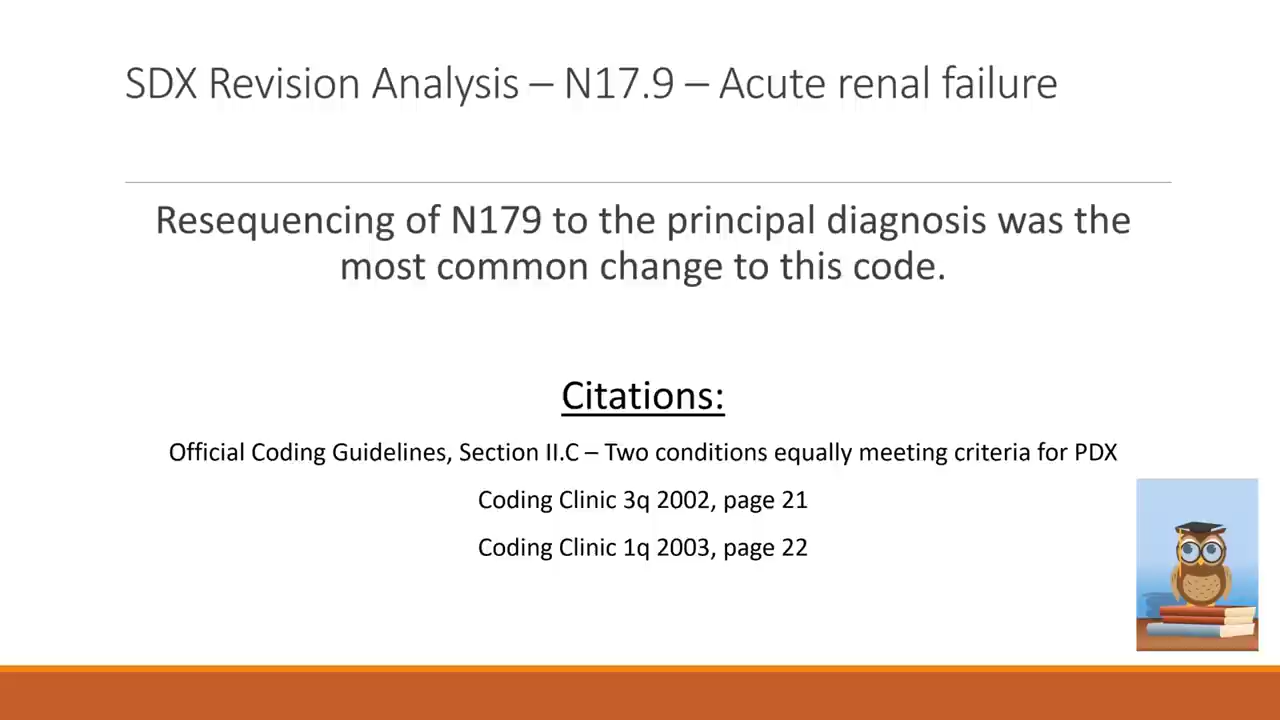 SDX Revision Analysis – N17.9 – Acute renal failure
Resequencing of N179 to the principal diagnosis was the
most common change to this code.
Citations:
Official Coding Guidelines, Section II.C – Two conditions equally meeting criteria for PDX
Coding Clinic 3q 2002, page 21
Coding Clinic 1q 2003, page 22